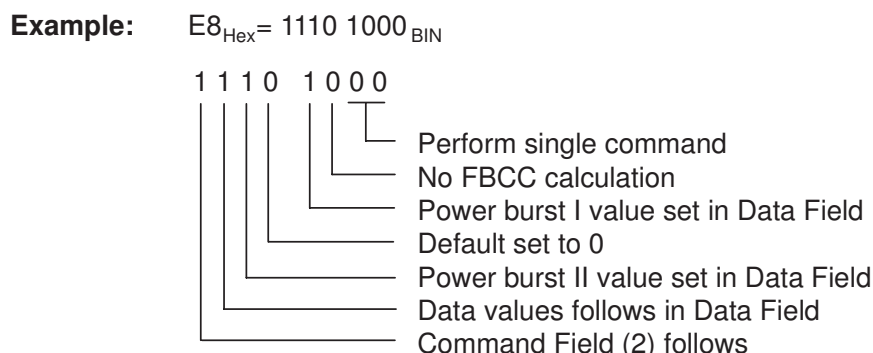 Example: E8Hex= 1110 1000BIN
1 1 1 0 1 0 0 0
Perform single command
No FBCC calculation
Power burst I value set in Data Field
Default set to 0
Power burst II value set in Data Field
Data values follows in Data Field
Command Field (2) follows